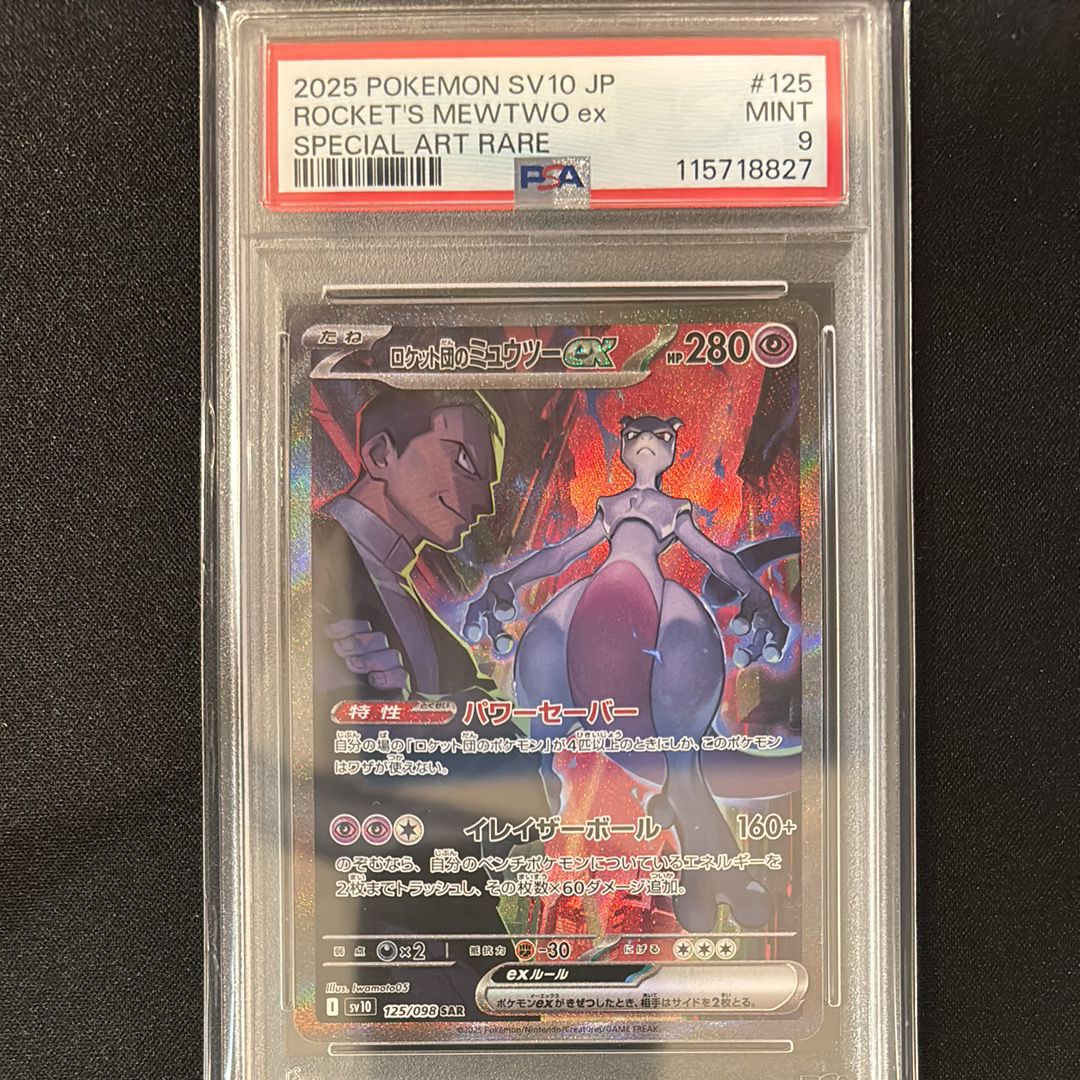 2025 POKEMON SV10 JP #125
ROCKET'S MEWTWO ex MINT
SPECIAL ART RARE 9
PSA 115718827
たね ロケット団のミュウツーex HP280
特性 とくせい パワーセーバー
自分の場の「ロケット団のポケモン」が4匹以上のときにしか、このポケモン
はワザが使えない。
イレイザーボール 160+
のぞむなら、自分のベンチポケモンについているエネルギーを
2枚までトラッシュし、その枚数×60ダメージ追加。
弱点 ×2 抵抗力 -30 にげる
exルール
ポケモンexがきぜつしたとき、相手はサイドを2枚とる。
Illus. Iwamoto05
I sv10 125/098 SAR
©2025 Pokémon/Nintendo/Creatures/GAME FREAK